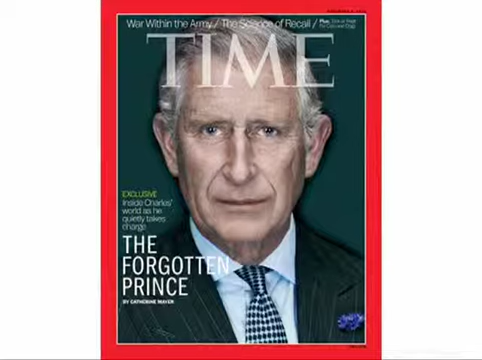 War Within the Army / The Science of Recall / Plus,
TIME
EXCLUSIVE
Inside Charles'
world as he
quietly takes
charge
THE
FORGOTTEN
PRINCE
BY CATHERINE MAYER